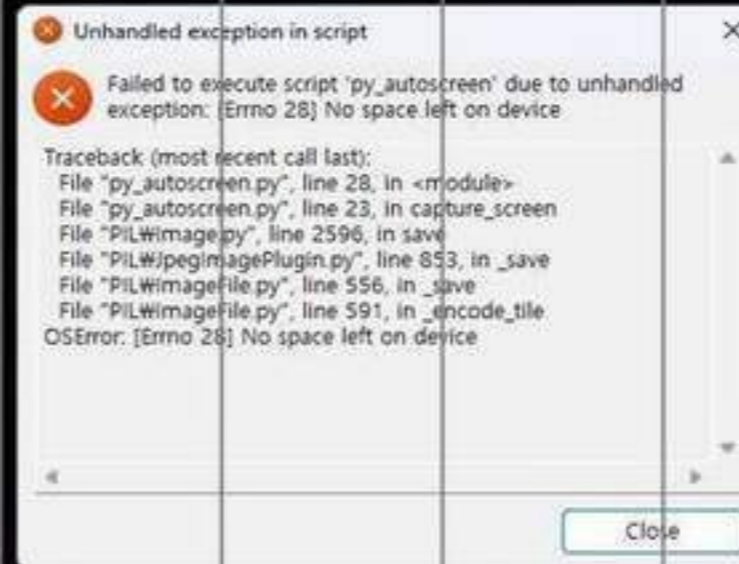 Unhandled exception in script
Failed to execute script 'py_autoscreen' due to unhandled
exception: [Errno 28] No space left on device
Traceback (most recent call last):
File "py_autoscreen.py", line 28, in <module>
File "py_autoscreen.py", line 23, in capture_screen
File "PIL₩Image.py", line 2596, in save
File "PIL₩JpegImagePlugin.py", line 853, in _save
File "PIL₩ImageFile.py", line 556, in _save
File "PIL₩ImageFile.py", line 591, in _encode_tile
OSError: [Errno 28] No space left on device
Close